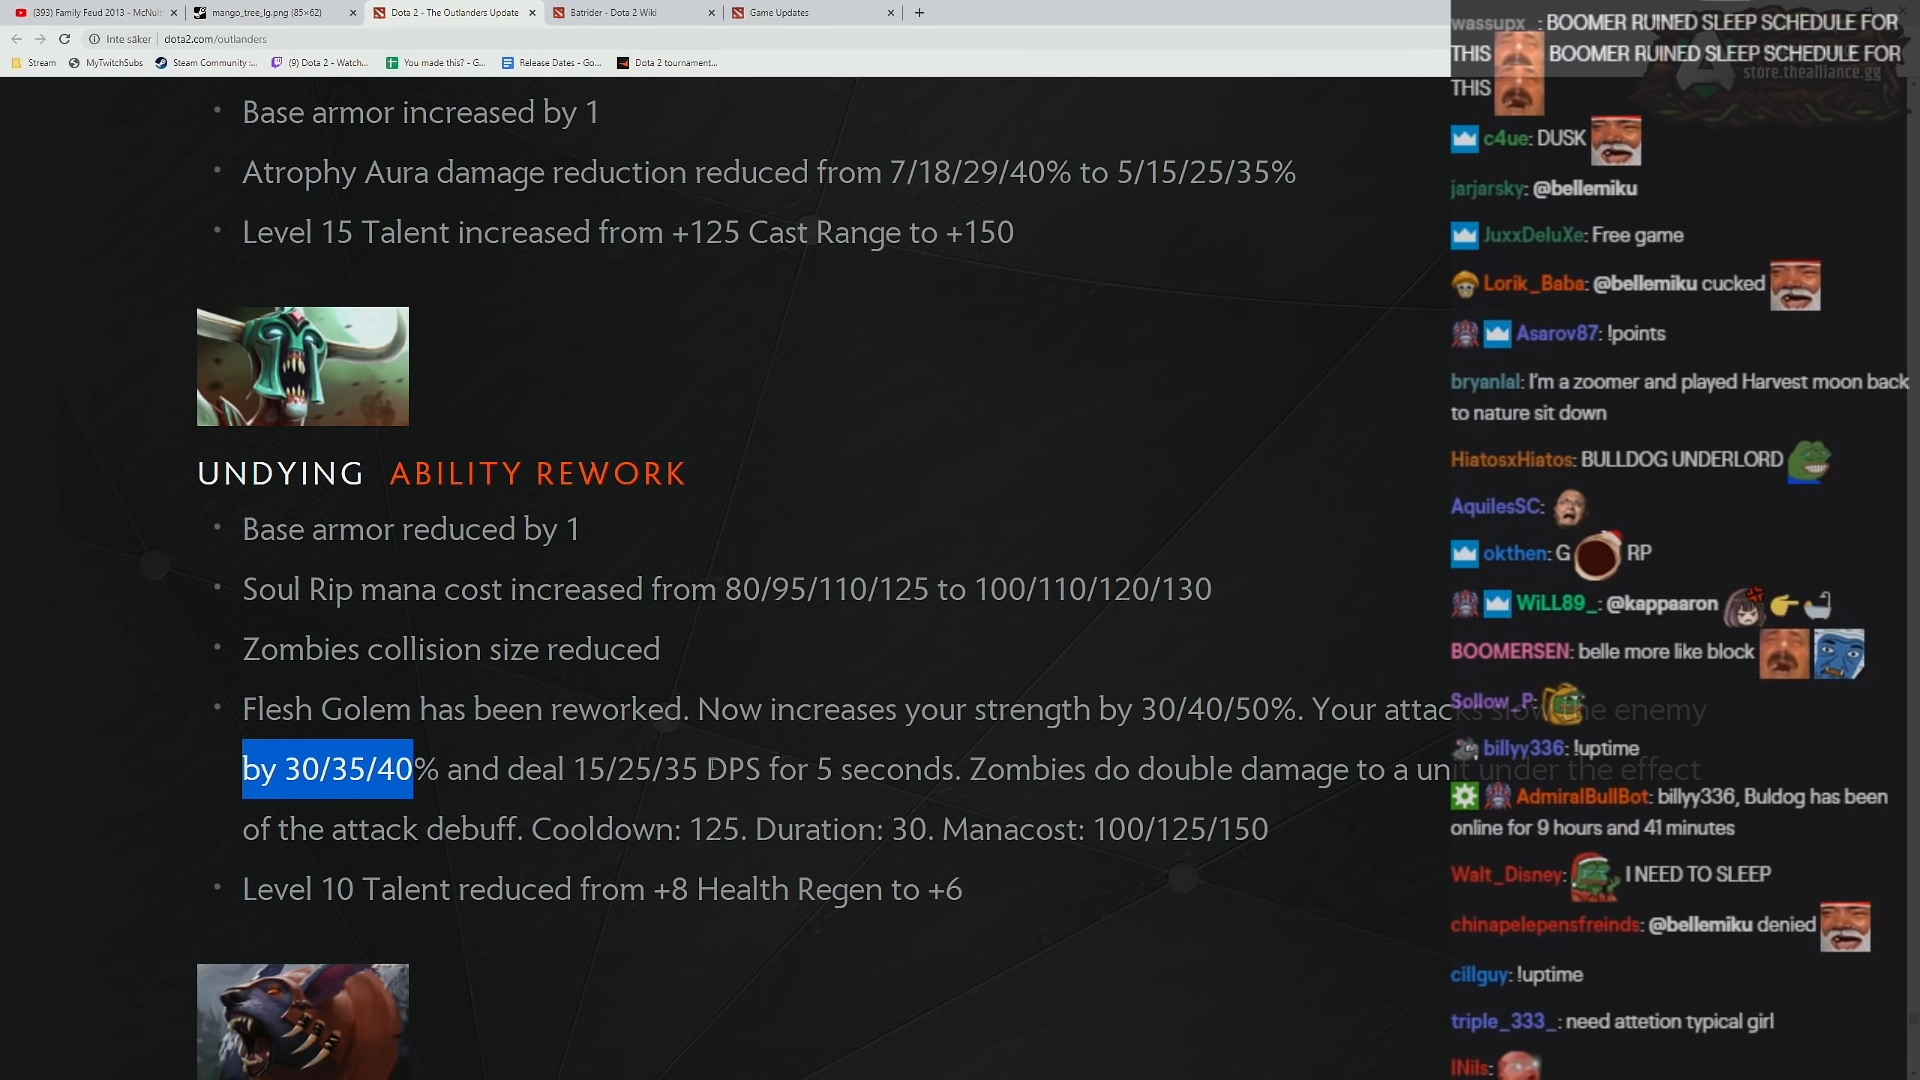 (393) Family Feud 2013 - McNult
mango_tree_lg.png (85×62)
Dota 2 - The Outlanders Update
Batrider - Dota 2 Wiki
Game Updates
Inte säker
dota2.com/outlanders
Stream
MyTwitchSubs
Steam Community :...
(9) Dota 2 - Watch...
You made this? - G...
Release Dates - Go...
Dota 2 tournament...
• Base armor increased by 1
• Atrophy Aura damage reduction reduced from 7/18/29/40% to 5/15/25/35%
• Level 15 Talent increased from +125 Cast Range to +150
UNDYING ABILITY REWORK
• Base armor reduced by 1
• Soul Rip mana cost increased from 80/95/110/125 to 100/110/120/130
• Zombies collision size reduced
• Flesh Golem has been reworked. Now increases your strength by 30/40/50%. Your attacks slow the enemy
by 30/35/40% and deal 15/25/35 DPS for 5 seconds. Zombies do double damage to a unit under the effect
of the attack debuff. Cooldown: 125. Duration: 30. Manacost: 100/125/150
• Level 10 Talent reduced from +8 Health Regen to +6
wassupx_: BOOMER RUINED SLEEP SCHEDULE FOR
THIS BOOMER RUINED SLEEP SCHEDULE FOR
THIS
store.thealliance.gg
c4ue: DUSK
jarjarsky: @bellemiku
JuxxDeluXe: Free game
Lorik_Baba: @bellemiku cucked
Asarov87: !points
bryanlal: I'm a zoomer and played Harvest moon back
to nature sit down
HiatosxHiatos: BULLDOG UNDERLORD
AquilesSC:
okthen: G RP
WiLL89_: @kappaaron
BOOMERSEN: belle more like block
Sollow_P:
billyy336: !uptime
AdmiralBullBot: billyy336, Buldog has been
online for 9 hours and 41 minutes
Walt_Disney: I NEED TO SLEEP
chinapelepensfreinds: @bellemiku denied
cillguy: !uptime
triple_333_: need attetion typical girl
INils: